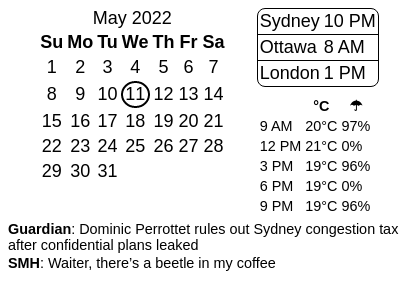 May 2022
Su Mo Tu We Th Fr Sa
1 2 3 4 5 6 7
8 9 10 11 12 13 14
15 16 17 18 19 20 21
22 23 24 25 26 27 28
29 30 31
Sydney 10 PM
Ottawa 8 AM
London 1 PM
°C ☂
9 AM 20°C 97%
12 PM 21°C 0%
3 PM 19°C 96%
6 PM 19°C 0%
9 PM 19°C 96%
Guardian: Dominic Perrottet rules out Sydney congestion tax
after confidential plans leaked
SMH: Waiter, there's a beetle in my coffee